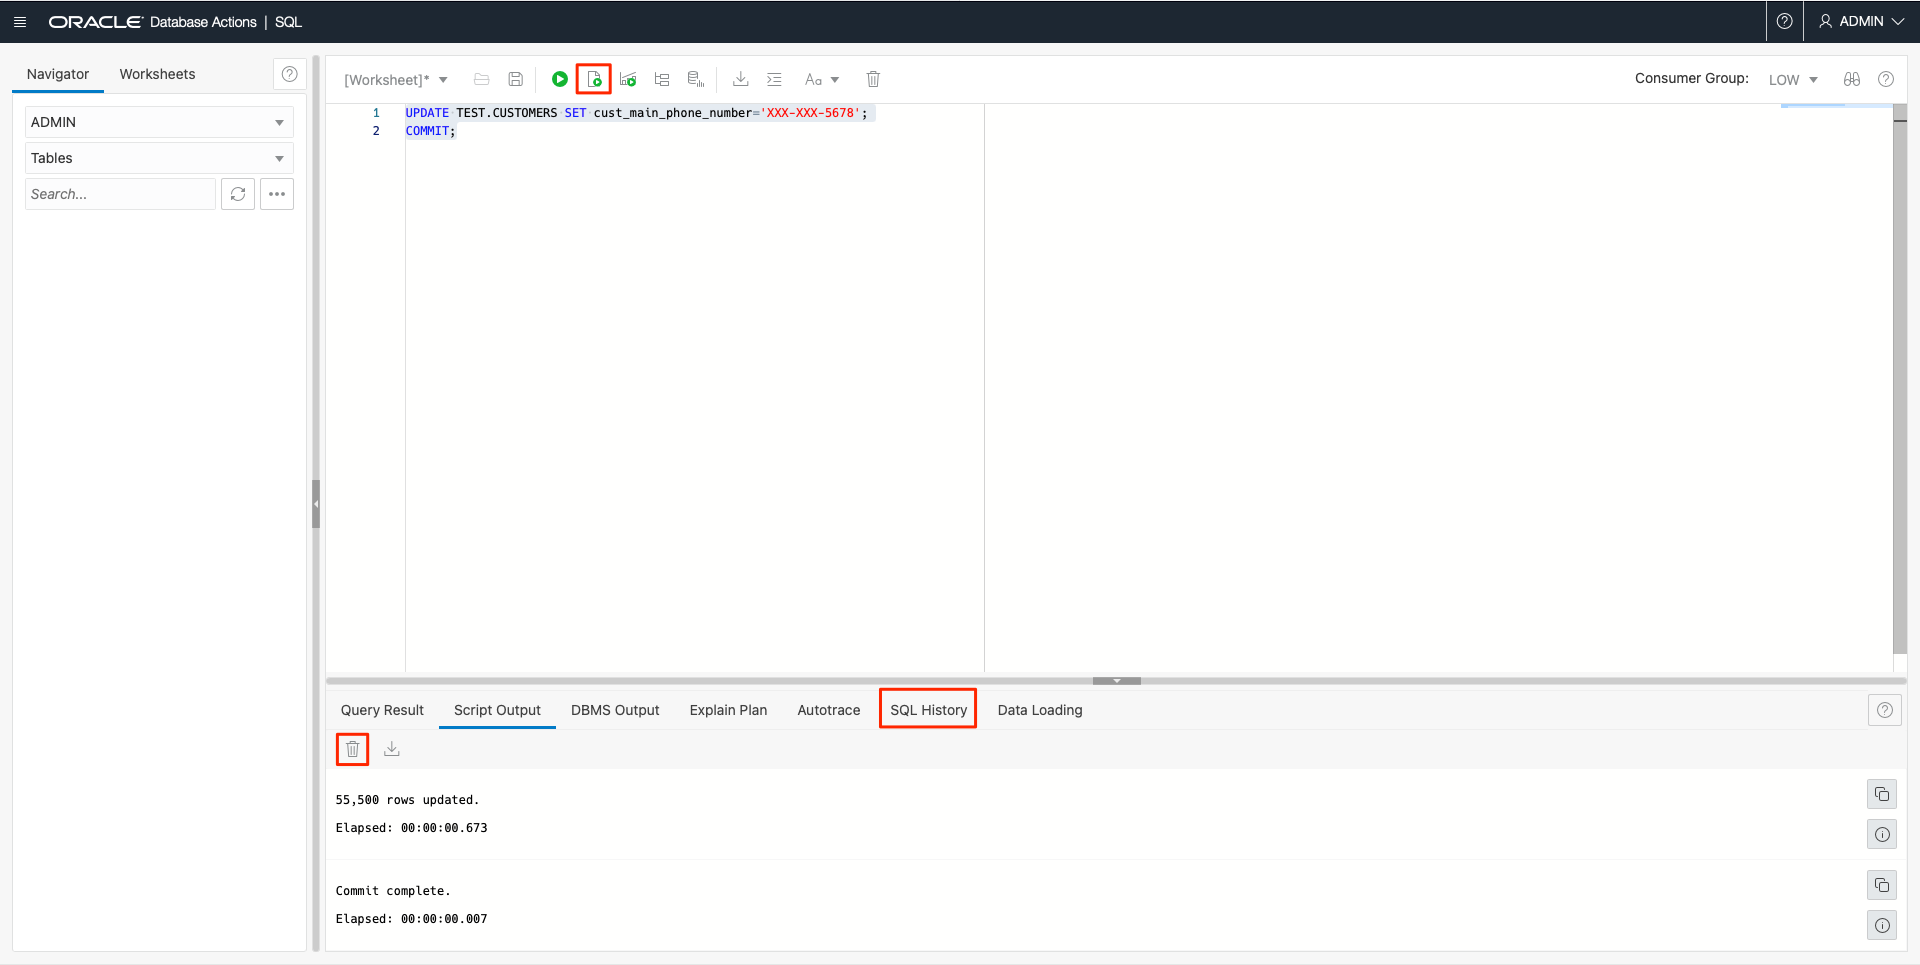 ORACLE Database Actions | SQL
ADMIN
Navigator
Worksheets
ADMIN
Tables
Search...
[Worksheet]*
Aa
Consumer Group:
LOW
1 UPDATE TEST.CUSTOMERS SET cust_main_phone_number='XXX-XXX-5678';
2 COMMIT;
Query Result
Script Output
DBMS Output
Explain Plan
Autotrace
SQL History
Data Loading
55,500 rows updated.
Elapsed: 00:00:00.673
Commit complete.
Elapsed: 00:00:00.007